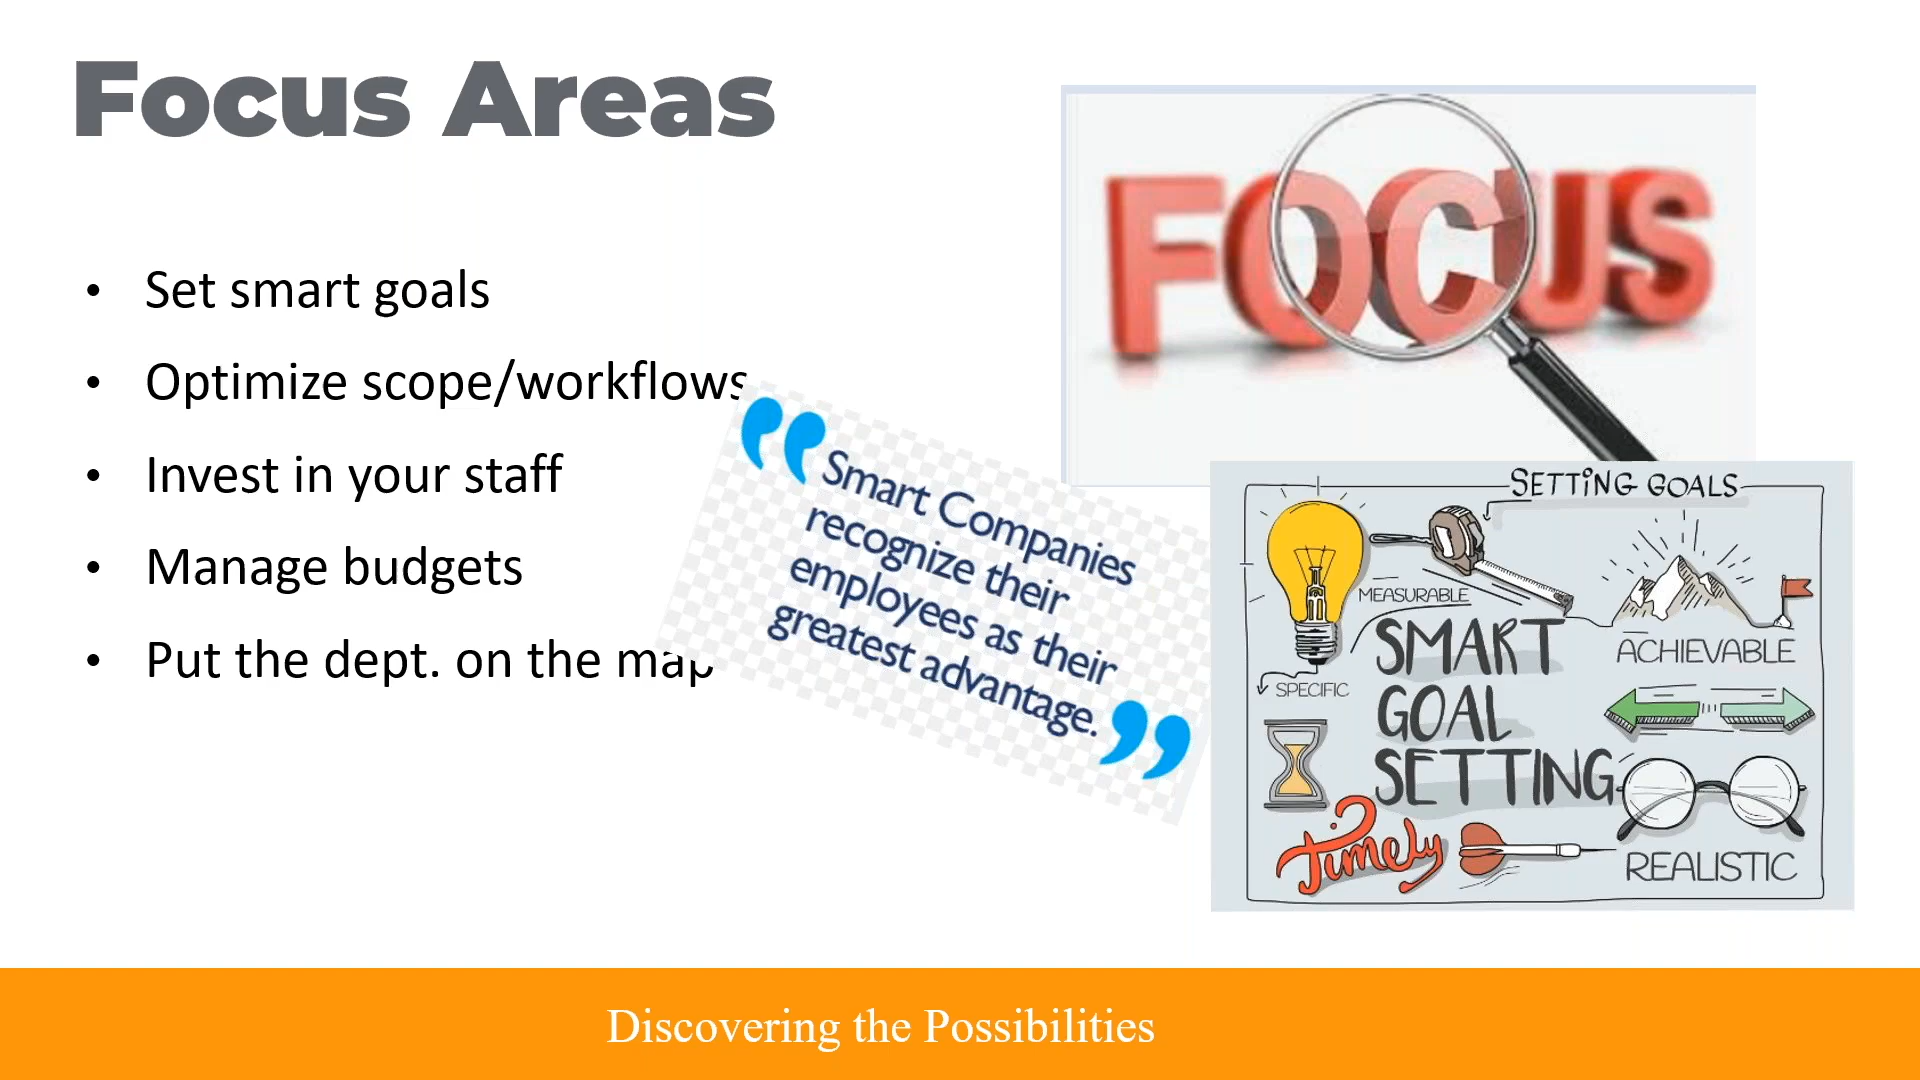 Focus Areas
• Set smart goals
• Optimize scope/workflows
• Invest in your staff
• Manage budgets
• Put the dept. on the map
FOCUS
“Smart Companies
recognize their
employees as their
greatest advantage.”
SETTiNG GOALS
MEASURABLE
SPECIFIC
SMART
GOAL
SETTING
ACHIEVABLE
Timely
REALISTIC
Discovering the Possibilities